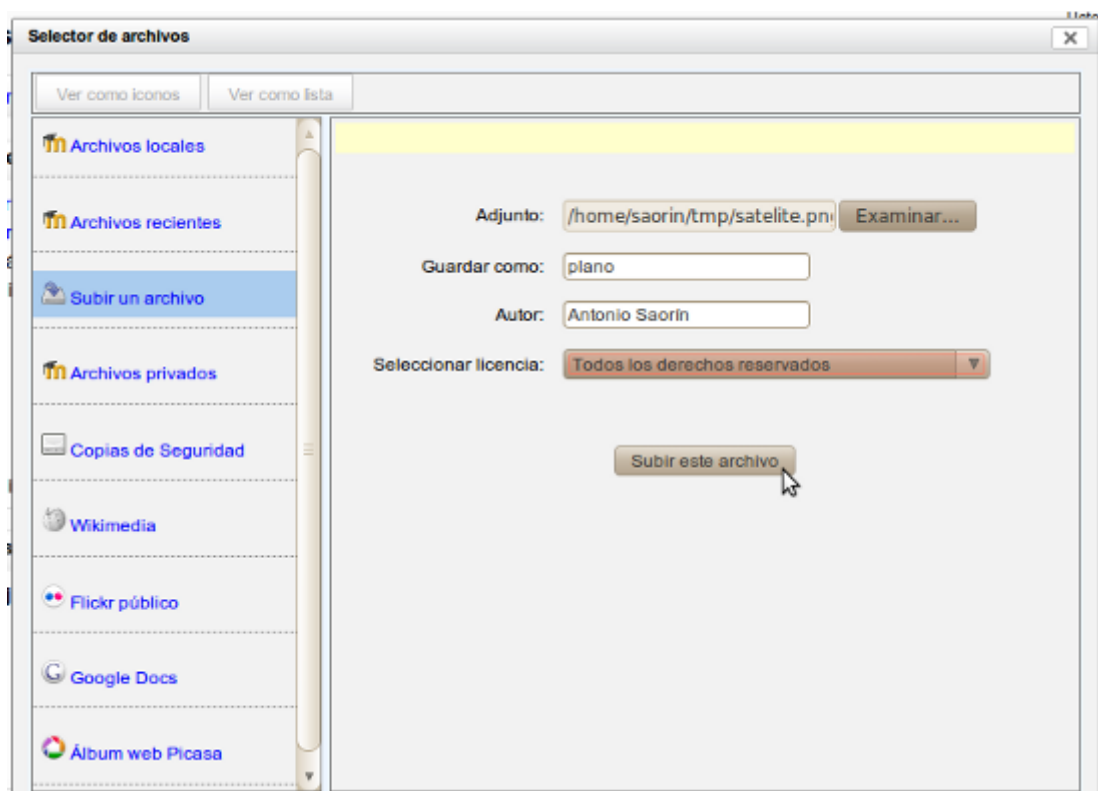 Selector de archivos
Ver como iconos Ver como lista
Archivos locales
Archivos recientes
Subir un archivo
Archivos privados
Copias de Seguridad
Wikimedia
Flickr público
Google Docs
Álbum web Picasa
Adjunto: /home/saorin/tmp/satelite.pn Examinar...
Guardar como: plano
Autor: Antonio Saorín
Seleccionar licencia: Todos los derechos reservados
Subir este archivo